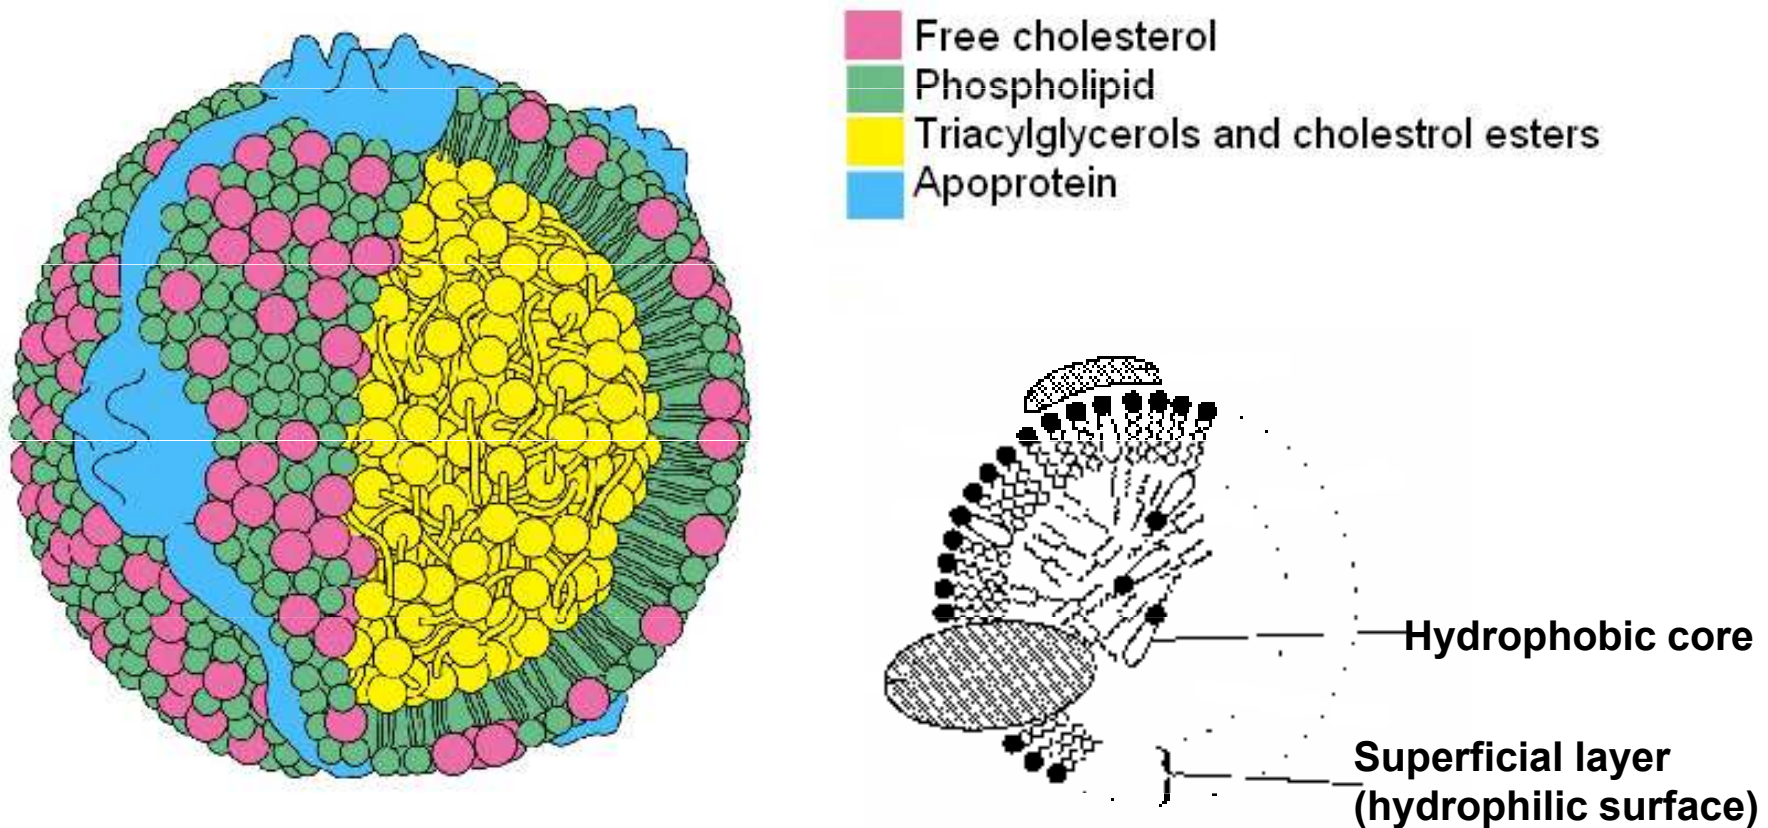 Free cholesterol
Phospholipid
Triacylglycerols and cholestrol esters
Apoprotein
Hydrophobic core
Superficial layer
(hydrophilic surface)